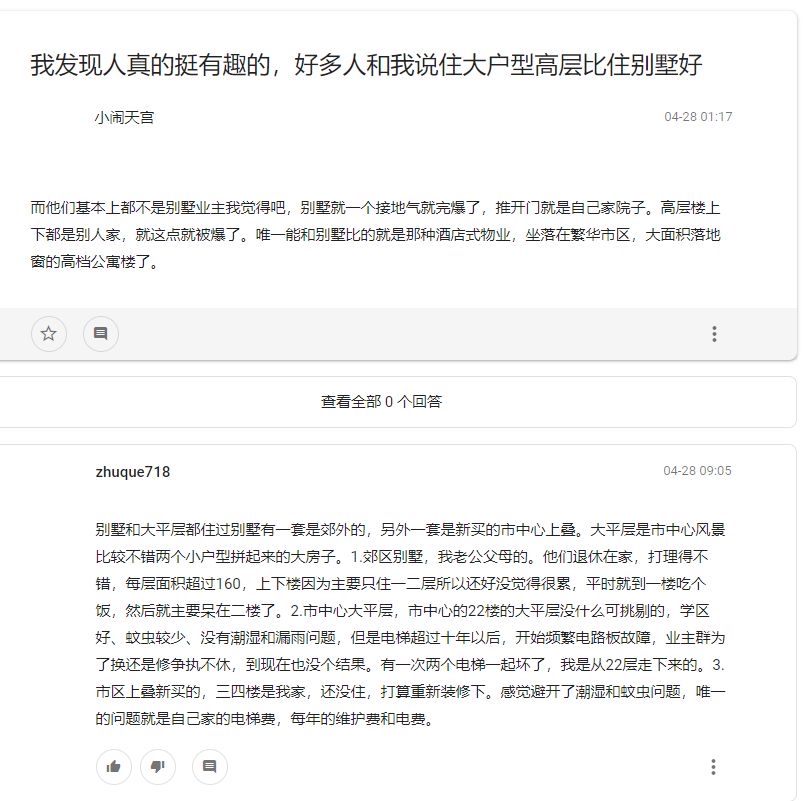 我发现人真的挺有趣的，好多人和我说住大户型高层比住别墅好
小闹天宫
04-28 01:17
而他们基本上都不是别墅业主我觉得吧，别墅就一个接地气就完爆了，推开门就是自己家院子。高层楼上
下都是别人家，就这点就被爆了。唯一能和别墅比的就是那种酒店式物业，坐落在繁华市区，大面积落地
窗的高档公寓楼了。
查看全部 0 个回答
zhuque718
04-28 09:05
别墅和大平层都住过别墅有一套是郊外的，另外一套是新买的市中心上叠。大平层是市中心风景
比较不错两个小户型拼起来的大房子。1.郊区别墅，我老公父母的。他们退休在家，打理得不
错，每层面积超过160，上下楼因为主要只住一二层所以还好没觉得很累，平时就到一楼吃个
饭，然后就主要呆在二楼了。2.市中心大平层，市中心的22楼的大平层没什么可挑剔的，学区
好、蚊虫较少、没有潮湿和漏雨问题，但是电梯超过十年以后，开始频繁电路板故障，业主群为
了换还是修争执不休，到现在也没个结果。有一次两个电梯一起坏了，我是从22层走下来的。3.
市区上叠新买的，三四楼是我家，还没住，打算重新装修下。感觉避开了潮湿和蚊虫问题，唯一
的问题就是自己家的电梯费，每年的维护费和电费。